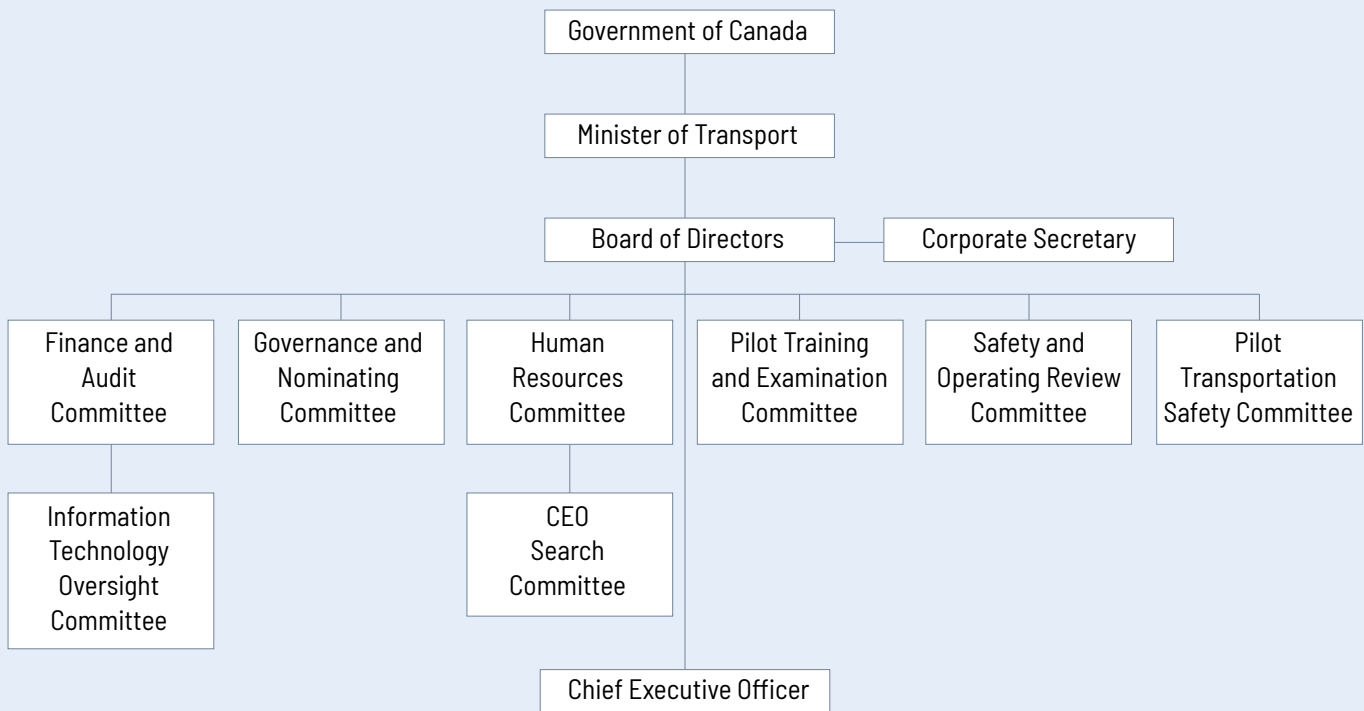 Government of Canada
Minister of Transport
Board of Directors
Corporate Secretary
Finance and
Audit
Committee
Governance and
Nominating
Committee
Human
Resources
Committee
Pilot Training
and Examination
Committee
Safety and
Operating Review
Committee
Pilot
Transportation
Safety Committee
Information
Technology
Oversight
Committee
CEO
Search
Committee
Chief Executive Officer